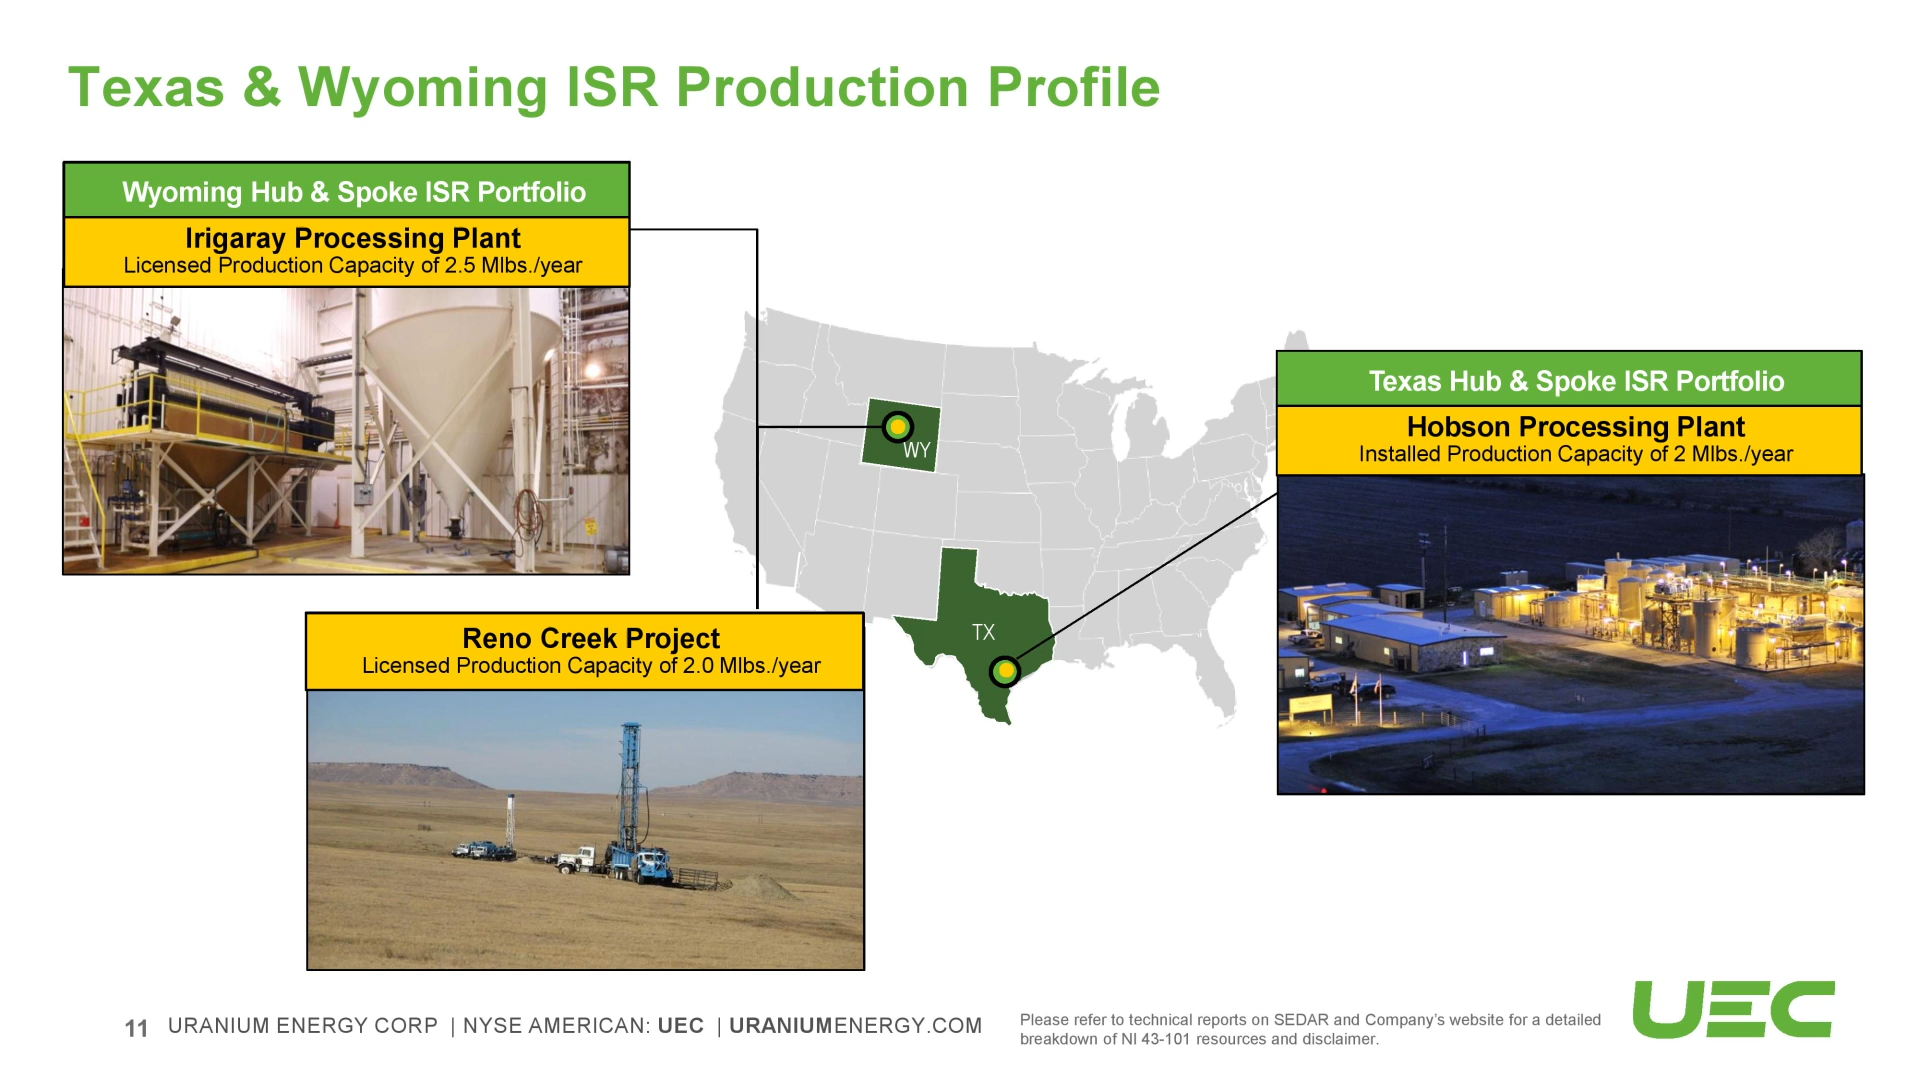 Texas & Wyoming ISR Production Profile
Wyoming Hub & Spoke ISR Portfolio
Irigaray Processing Plant
Licensed Production Capacity of 2.5 Mlbs./year
WY
Texas Hub & Spoke ISR Portfolio
Hobson Processing Plant
Installed Production Capacity of 2 Mlbs./year
TX
Reno Creek Project
Licensed Production Capacity of 2.0 Mlbs./year
11 URANIUM ENERGY CORP | NYSE AMERICAN: UEC | URANIUMENERGY.COM
Please refer to technical reports on SEDAR and Company’s website for a detailed
breakdown of NI 43-101 resources and disclaimer.
UEC